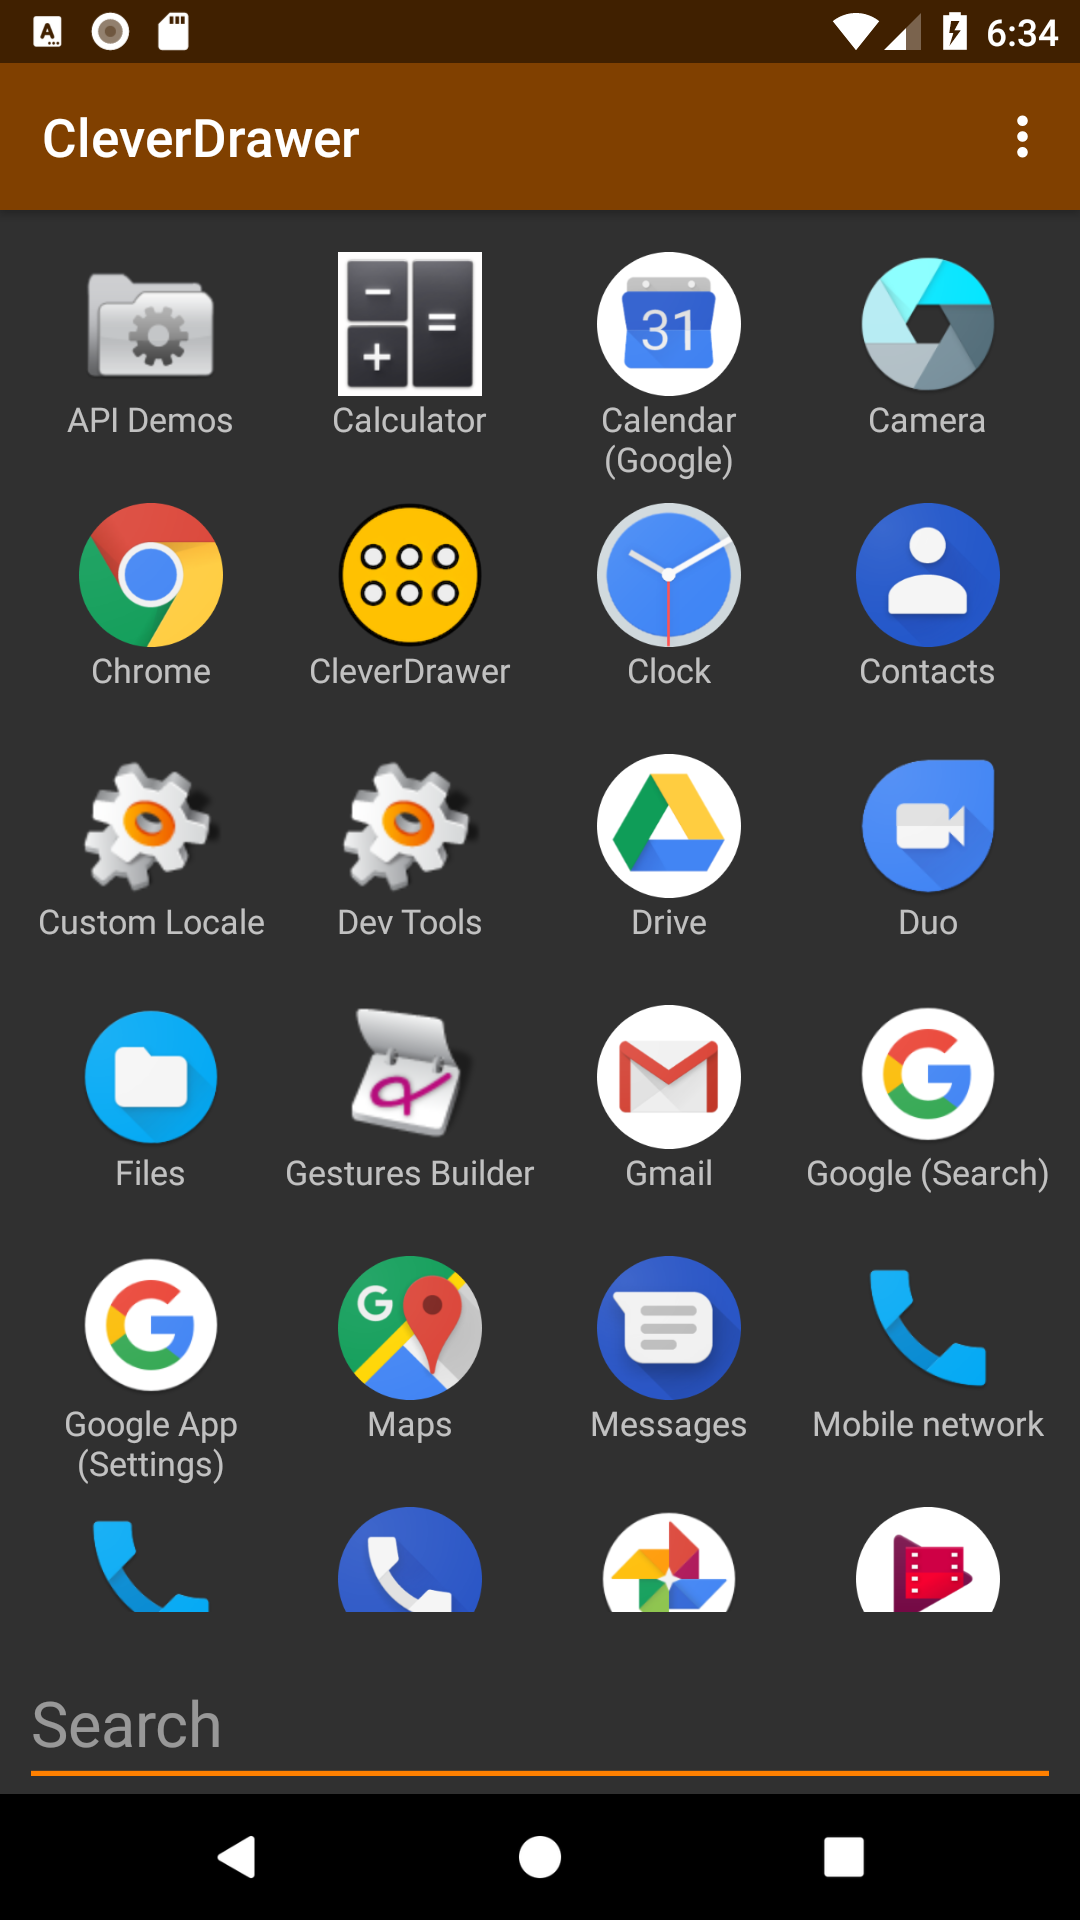 6:34
CleverDrawer
31
API Demos
Calculator
Calendar
(Google)
Camera
Chrome
CleverDrawer
Clock
Contacts
Custom Locale
Dev Tools
Drive
Duo
Files
Gestures Builder
Gmail
Google (Search)
Google App
(Settings)
Maps
Messages
Mobile network
Search